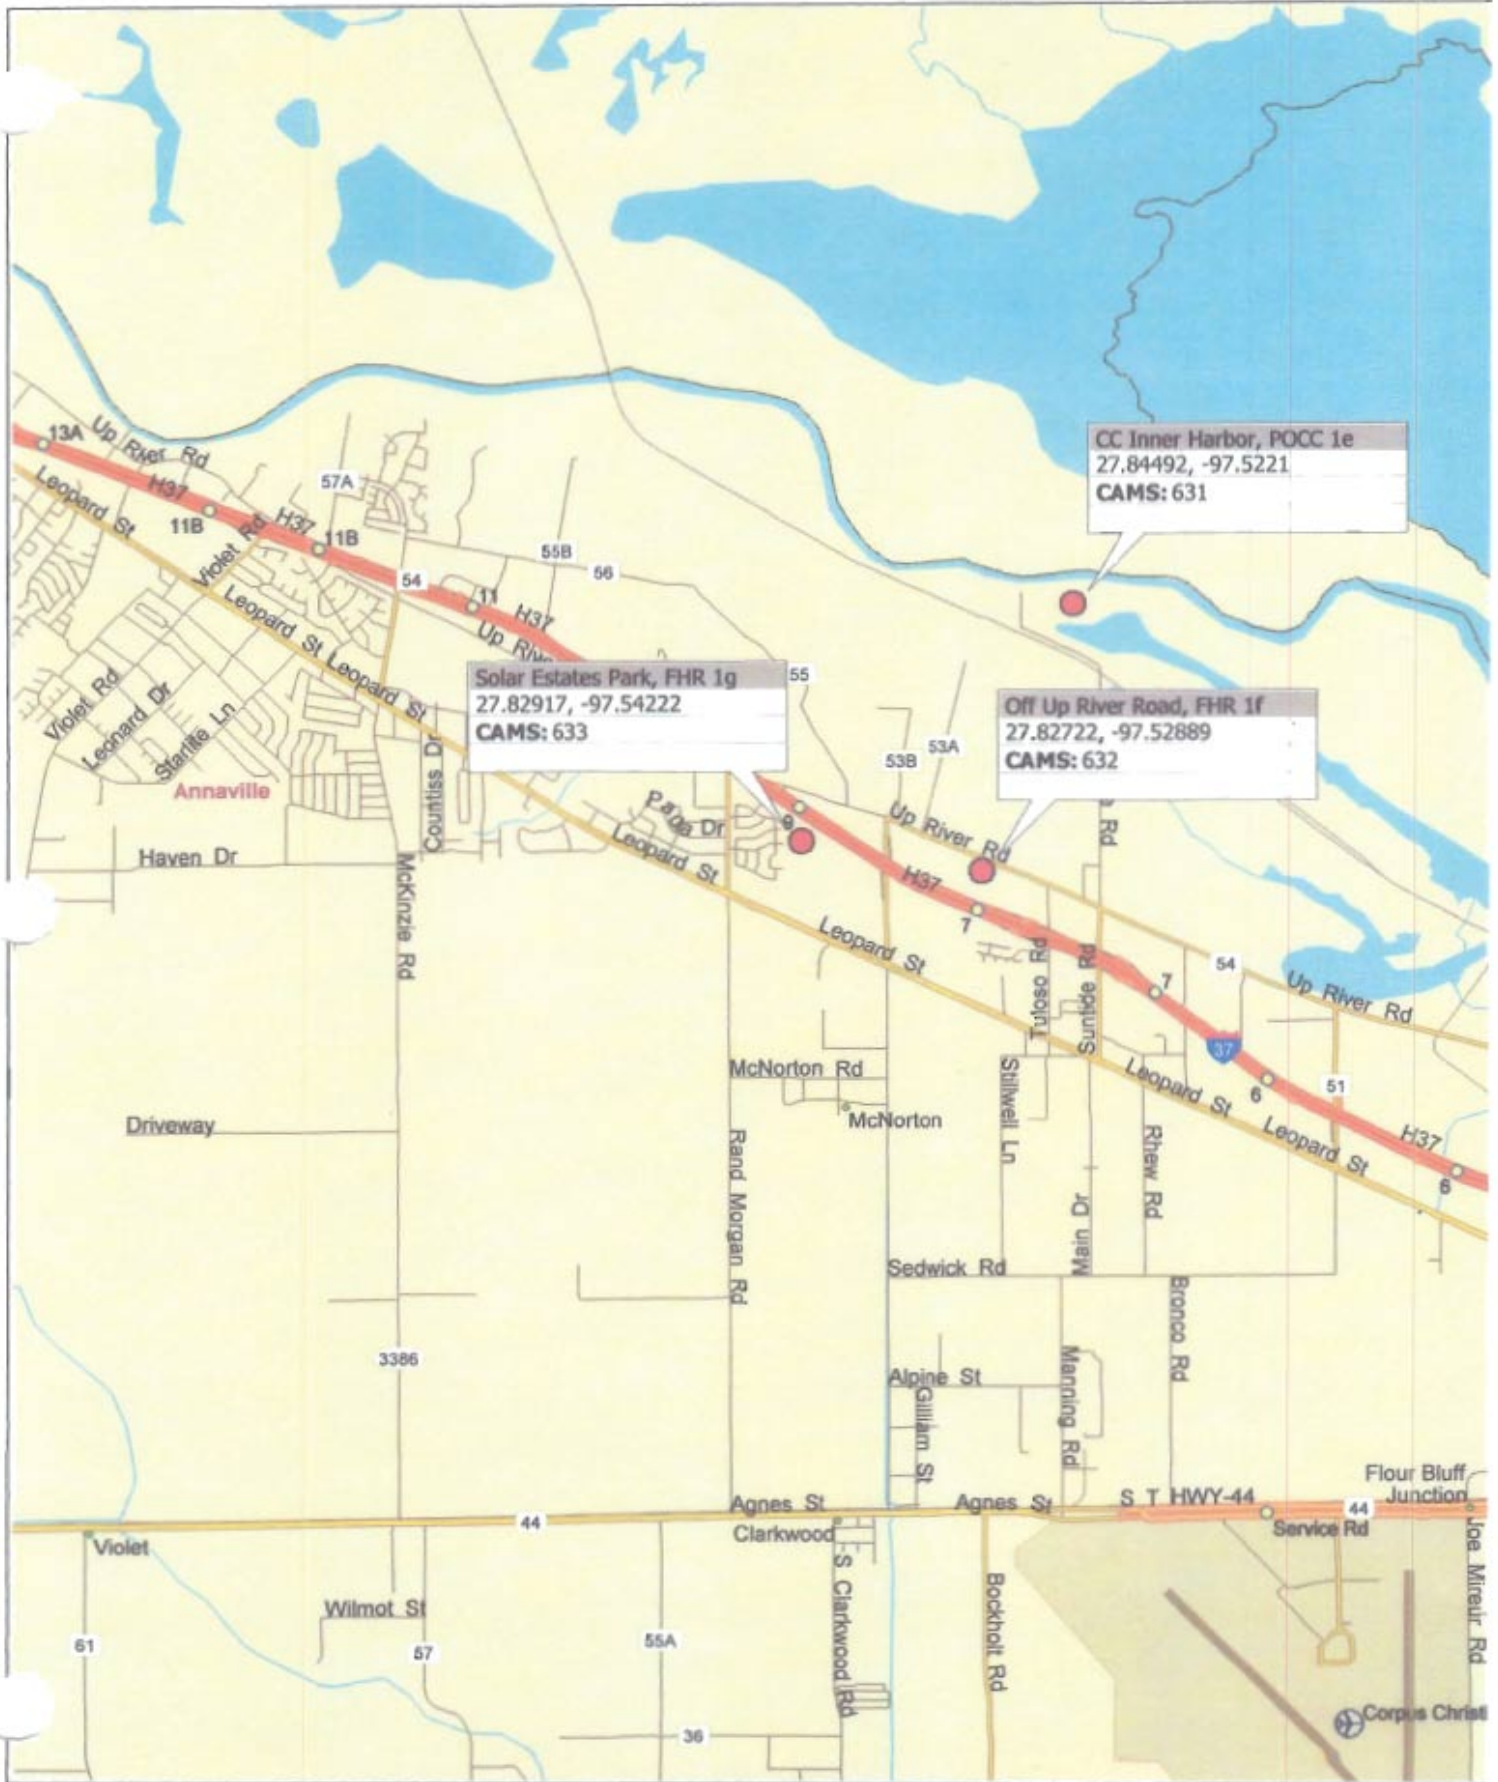 13A
Up River Rd
H37
Leopard St
11B
57A
H37
11B
Violet Rd
CC Inner Harbor, POCC 1e
27.84492, -97.5221
CAMS: 631
55B
56
54
11
H37
Leopard St
Leopard St
Solar Estates Park, FHR 1g
27.82917, -97.54222
CAMS: 633
55
Off Up River Road, FHR 1f
27.82722, -97.52889
CAMS: 632
Violet Rd
Leonard Dr
Starlite Ln
Annaville
Countiss Dr
53B
53A
Up River Rd
Rd
Leopard St
Haven Dr
McKinzie Rd
H37
7
Leopard St
Tuloso Rd
Suntide Rd
54
7
Up River Rd
37
6
51
McNorton Rd
McNorton
Stillwell Ln
Leopard St
Leopard St
H37
6
Driveway
Rand Morgan Rd
Rhew Rd
Main Dr
Sedwick Rd
Bronco Rd
3386
Alpine St
Gilliam St
Manning Rd
Agnes St
Agnes St
S T HWY-44
44
Flour Bluff
Junction
44
Service Rd
Violet
Clarkwood
S Clarkwood Rd
Bockholt Rd
Joe Mireur Rd
Wilmot St
61
57
55A
36
Corpus Christi